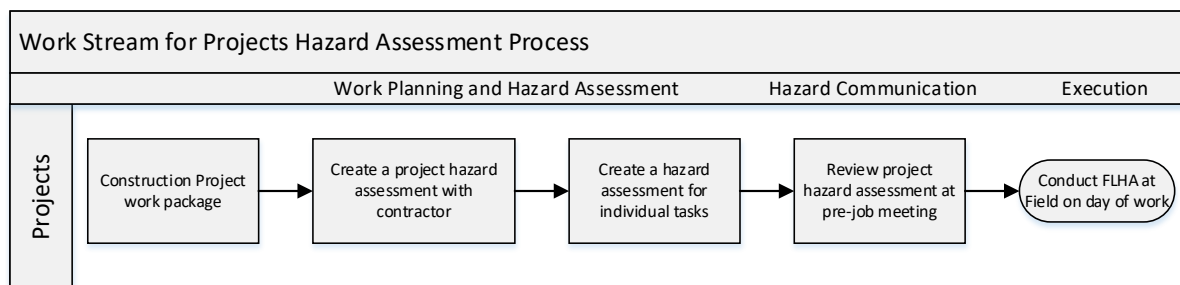 Work Stream for Projects Hazard Assessment Process
Work Planning and Hazard Assessment
Hazard Communication
Execution
Projects
Construction Project
work package
Create a project hazard
assessment with
contractor
Create a hazard
assessment for
individual tasks
Review project
hazard assessment at
pre-job meeting
Conduct FLHA at
Field on day of work